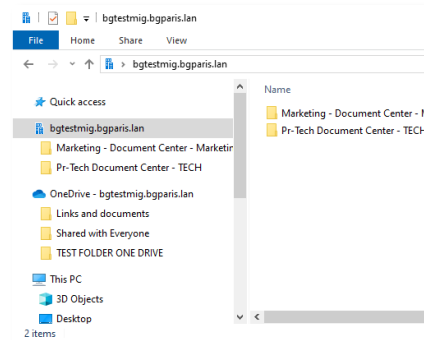 bgtestmig.bgparis.lan
File Home Share View
bgtestmig.bgparis.lan
Quick access
bgtestmig.bgparis.lan
Marketing - Document Center - Marketin
Pr-Tech Document Center - TECH
OneDrive - bgtestmig.bgparis.lan
Links and documents
Shared with Everyone
TEST FOLDER ONE DRIVE
This PC
3D Objects
Desktop
2 items
Name
Marketing - Document Center - M
Pr-Tech Document Center - TECH